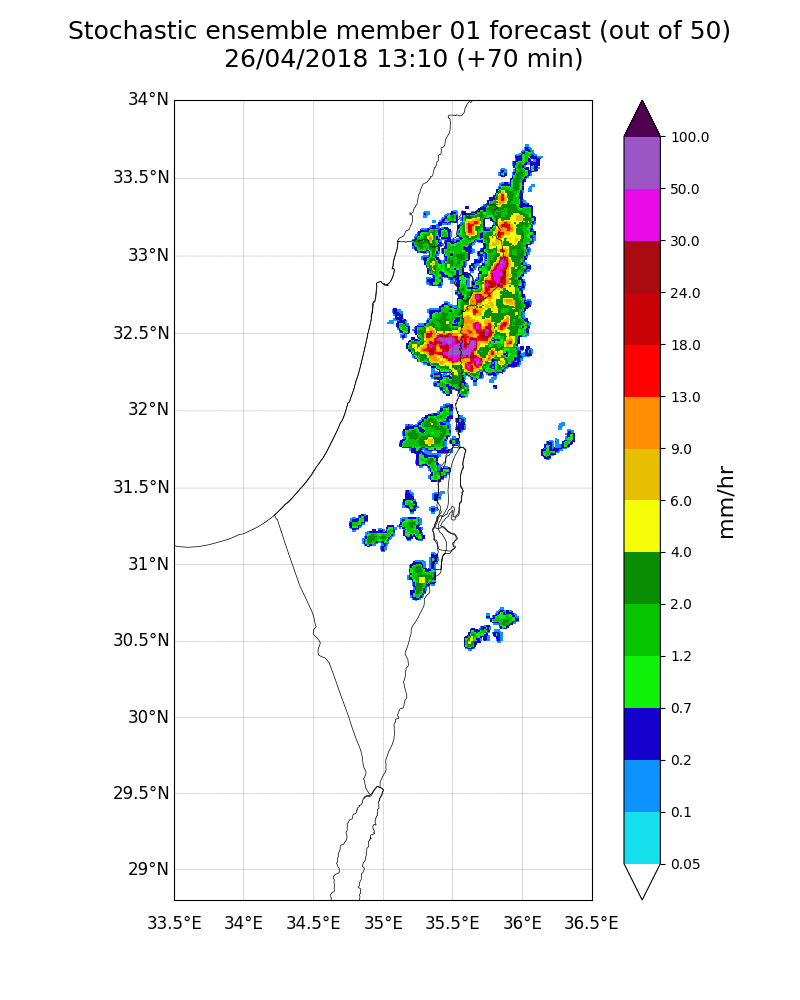 Stochastic ensemble member 01 forecast (out of 50)
26/04/2018 13:10 (+70 min)
34°N
33.5°N
33°N
32.5°N
32°N
31.5°N
31°N
30.5°N
30°N
29.5°N
29°N
33.5°E
34°E
34.5°E
35°E
35.5°E
36°E
36.5°E
100.0
50.0
30.0
24.0
18.0
13.0
9.0
6.0
4.0
2.0
1.2
0.7
0.2
0.1
0.05
mm/hr